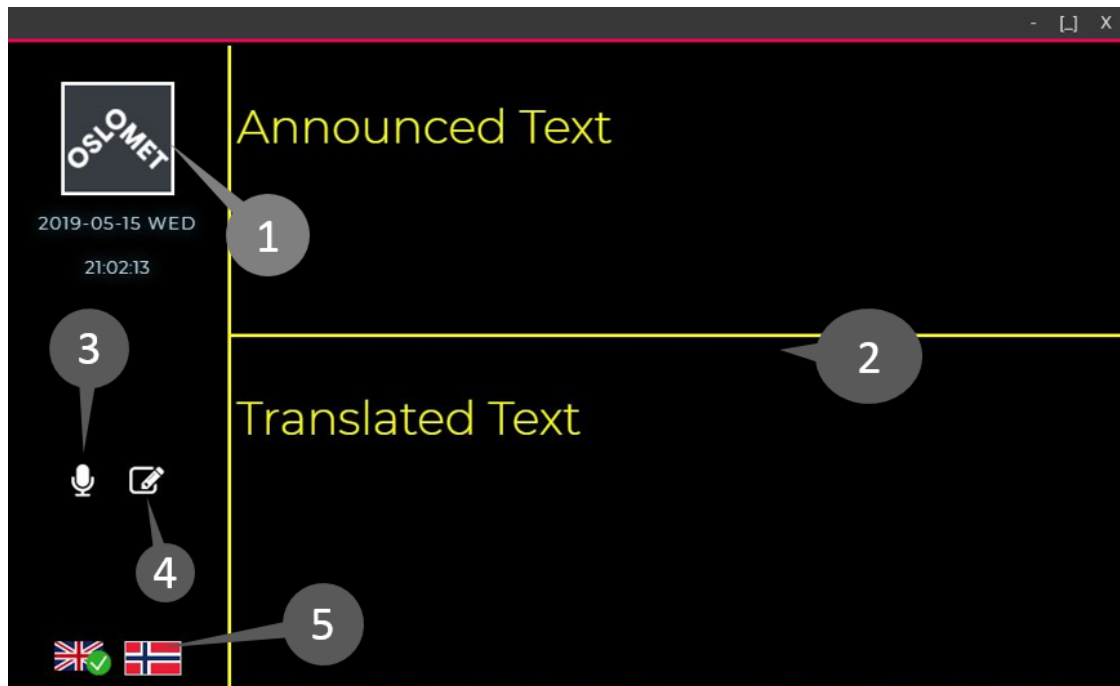 - [_] X
OSLOMET
2019-05-15 WED
21:02:13
Announced Text
1
2
3
Translated Text
4
5